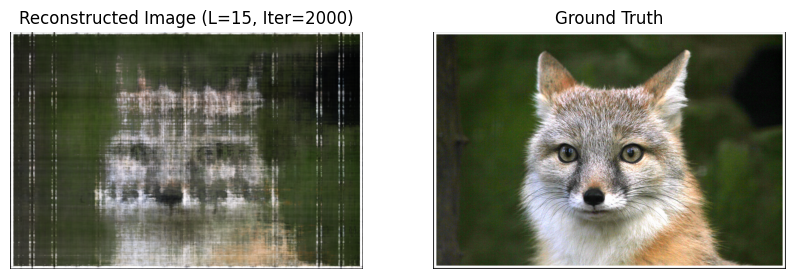 Reconstructed Image (L=15, Iter=2000)
Ground Truth